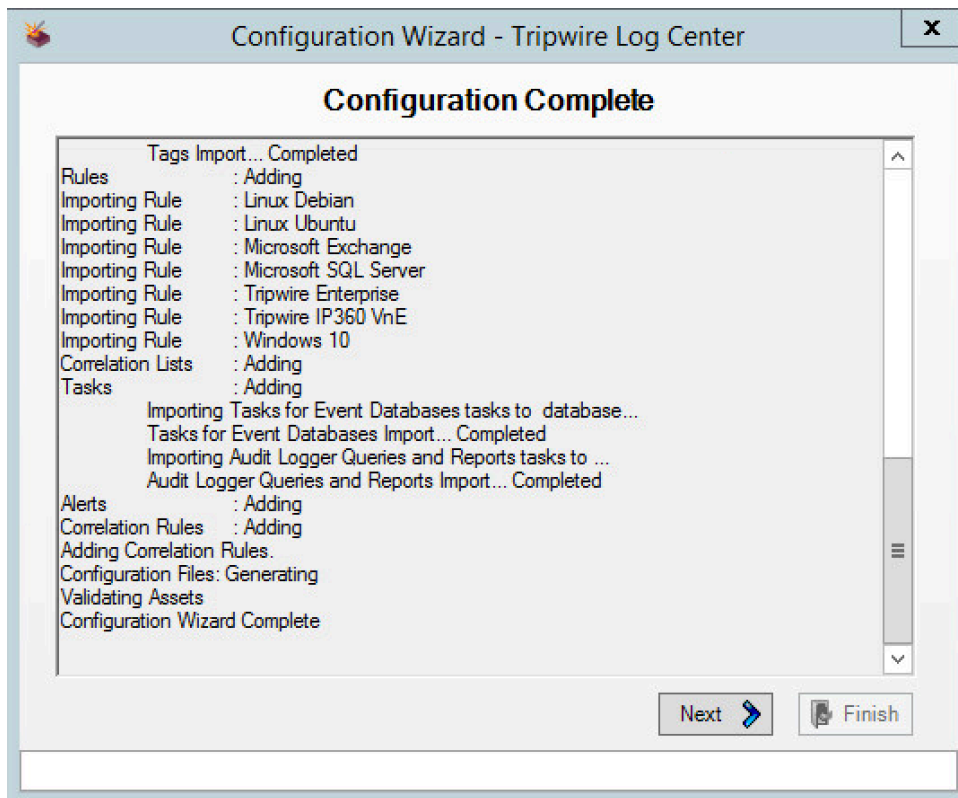 Configuration Wizard - Tripwire Log Center
X
Configuration Complete
Tags Import... Completed
Rules : Adding
Importing Rule : Linux Debian
Importing Rule : Linux Ubuntu
Importing Rule : Microsoft Exchange
Importing Rule : Microsoft SQL Server
Importing Rule : Tripwire Enterprise
Importing Rule : Tripwire IP360 VnE
Importing Rule : Windows 10
Correlation Lists : Adding
Tasks : Adding
Importing Tasks for Event Databases tasks to database...
Tasks for Event Databases Import... Completed
Importing Audit Logger Queries and Reports tasks to ...
Audit Logger Queries and Reports Import... Completed
Alerts : Adding
Correlation Rules : Adding
Adding Correlation Rules.
Configuration Files: Generating
Validating Assets
Configuration Wizard Complete
Next
Finish